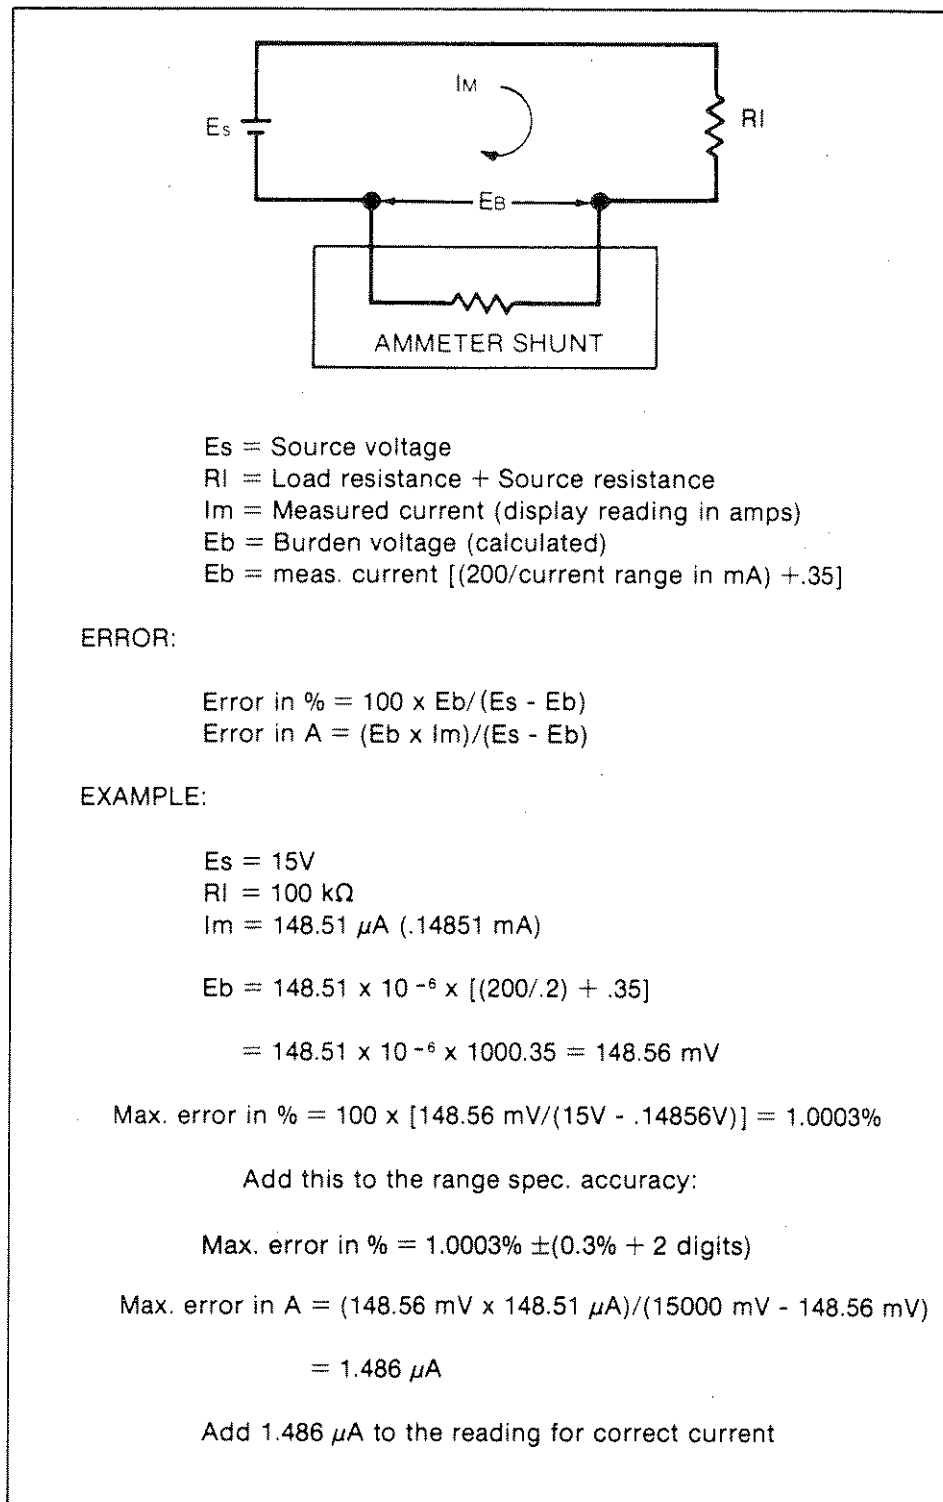 IM
Es
RI
EB
AMMETER SHUNT
Es = Source voltage
RI = Load resistance + Source resistance
Im = Measured current (display reading in amps)
Eb = Burden voltage (calculated)
Eb = meas. current [(200/current range in mA) +.35]
ERROR:
Error in % = 100 x Eb/(Es - Eb)
Error in A = (Eb x Im)/(Es - Eb)
EXAMPLE:
Es = 15V
RI = 100 kΩ
Im = 148.51 μA (.14851 mA)
Eb = 148.51 x 10 ⁻⁶ x [(200/.2) + .35]
= 148.51 x 10 ⁻⁶ x 1000.35 = 148.56 mV
Max. error in % = 100 x [148.56 mV/(15V - .14856V)] = 1.0003%
Add this to the range spec. accuracy:
Max. error in % = 1.0003% ±(0.3% + 2 digits)
Max. error in A = (148.56 mV x 148.51 μA)/(15000 mV - 148.56 mV)
= 1.486 μA
Add 1.486 μA to the reading for correct current